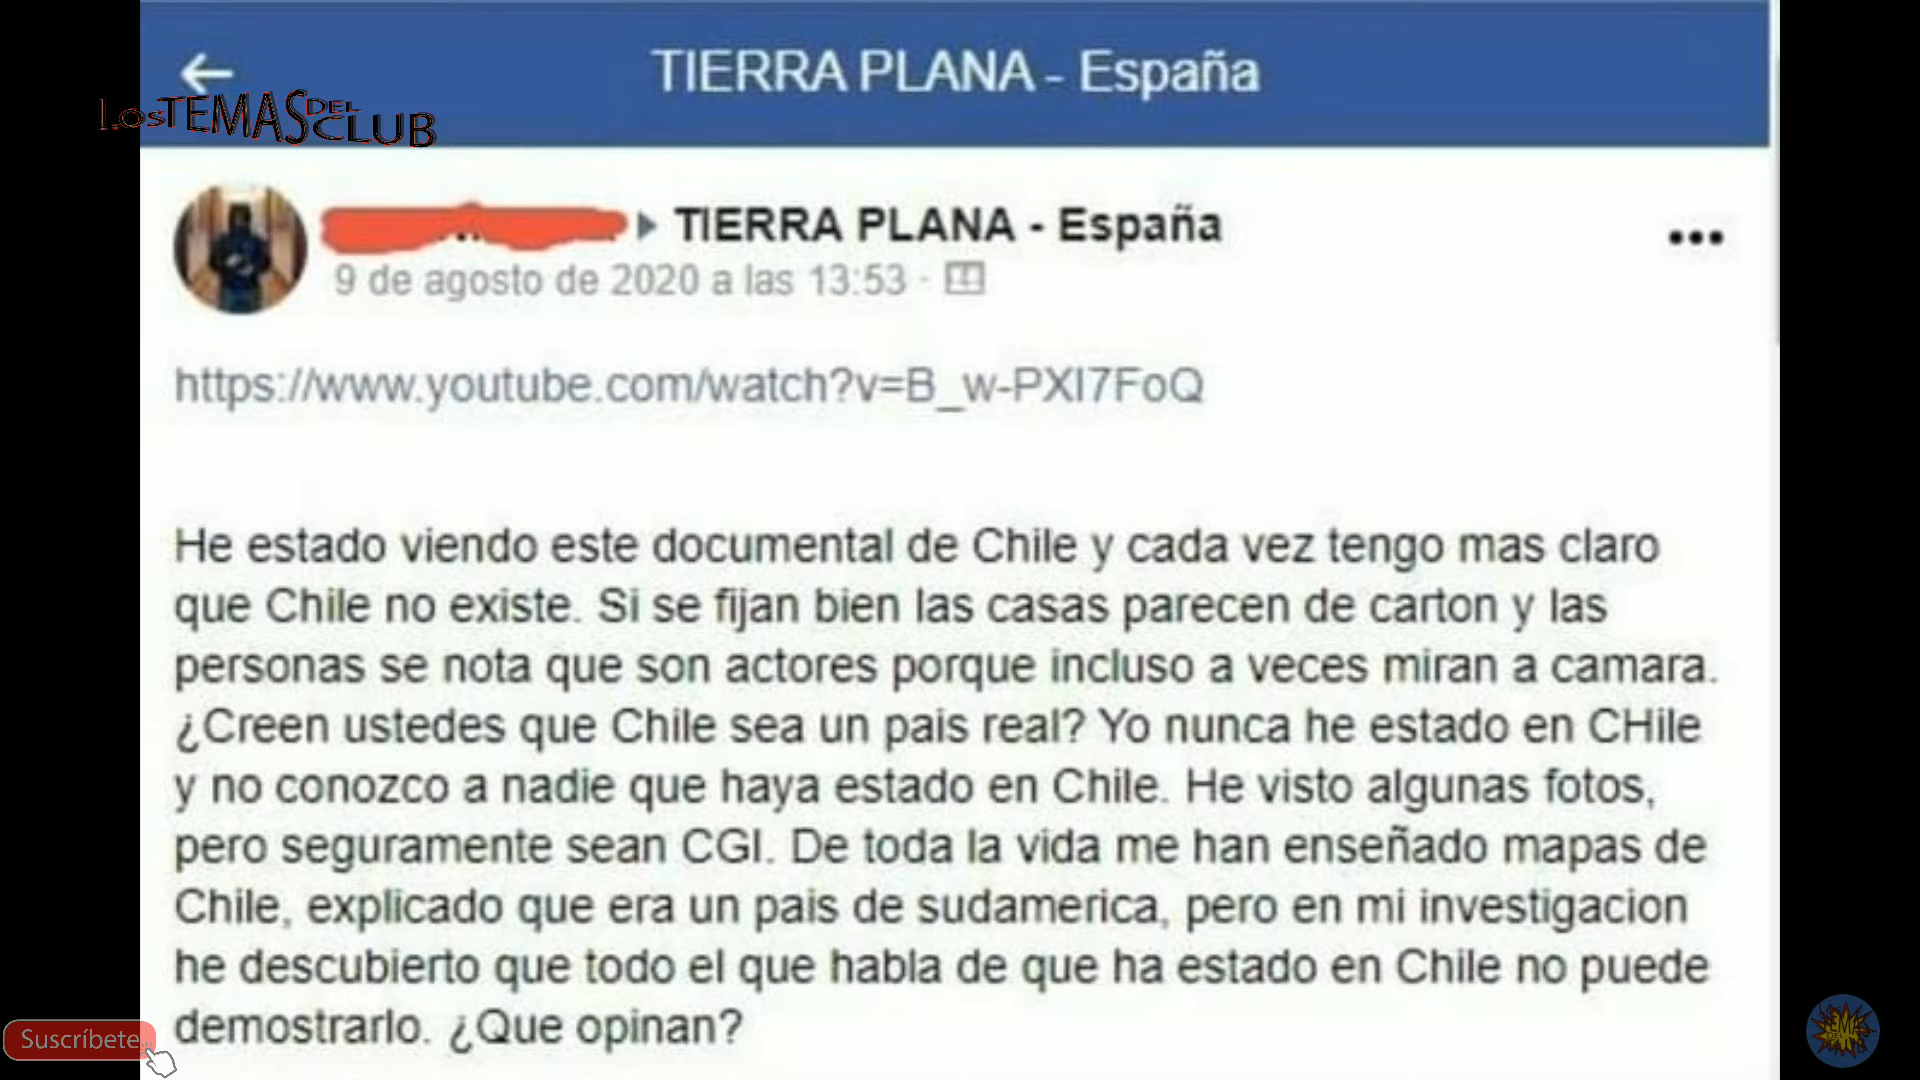 TIERRA PLANA - España
Los TEMAS DEL CLUB
TIERRA PLANA - España
9 de agosto de 2020 a las 13:53 ·
https://www.youtube.com/watch?v=B_w-PXI7FoQ
He estado viendo este documental de Chile y cada vez tengo mas claro
que Chile no existe. Si se fijan bien las casas parecen de carton y las
personas se nota que son actores porque incluso a veces miran a camara.
¿Creen ustedes que Chile sea un pais real? Yo nunca he estado en CHile
y no conozco a nadie que haya estado en Chile. He visto algunas fotos,
pero seguramente sean CGI. De toda la vida me han enseñado mapas de
Chile, explicado que era un pais de sudamerica, pero en mi investigacion
he descubierto que todo el que habla de que ha estado en Chile no puede
demostrarlo. ¿Que opinan?
Suscríbete